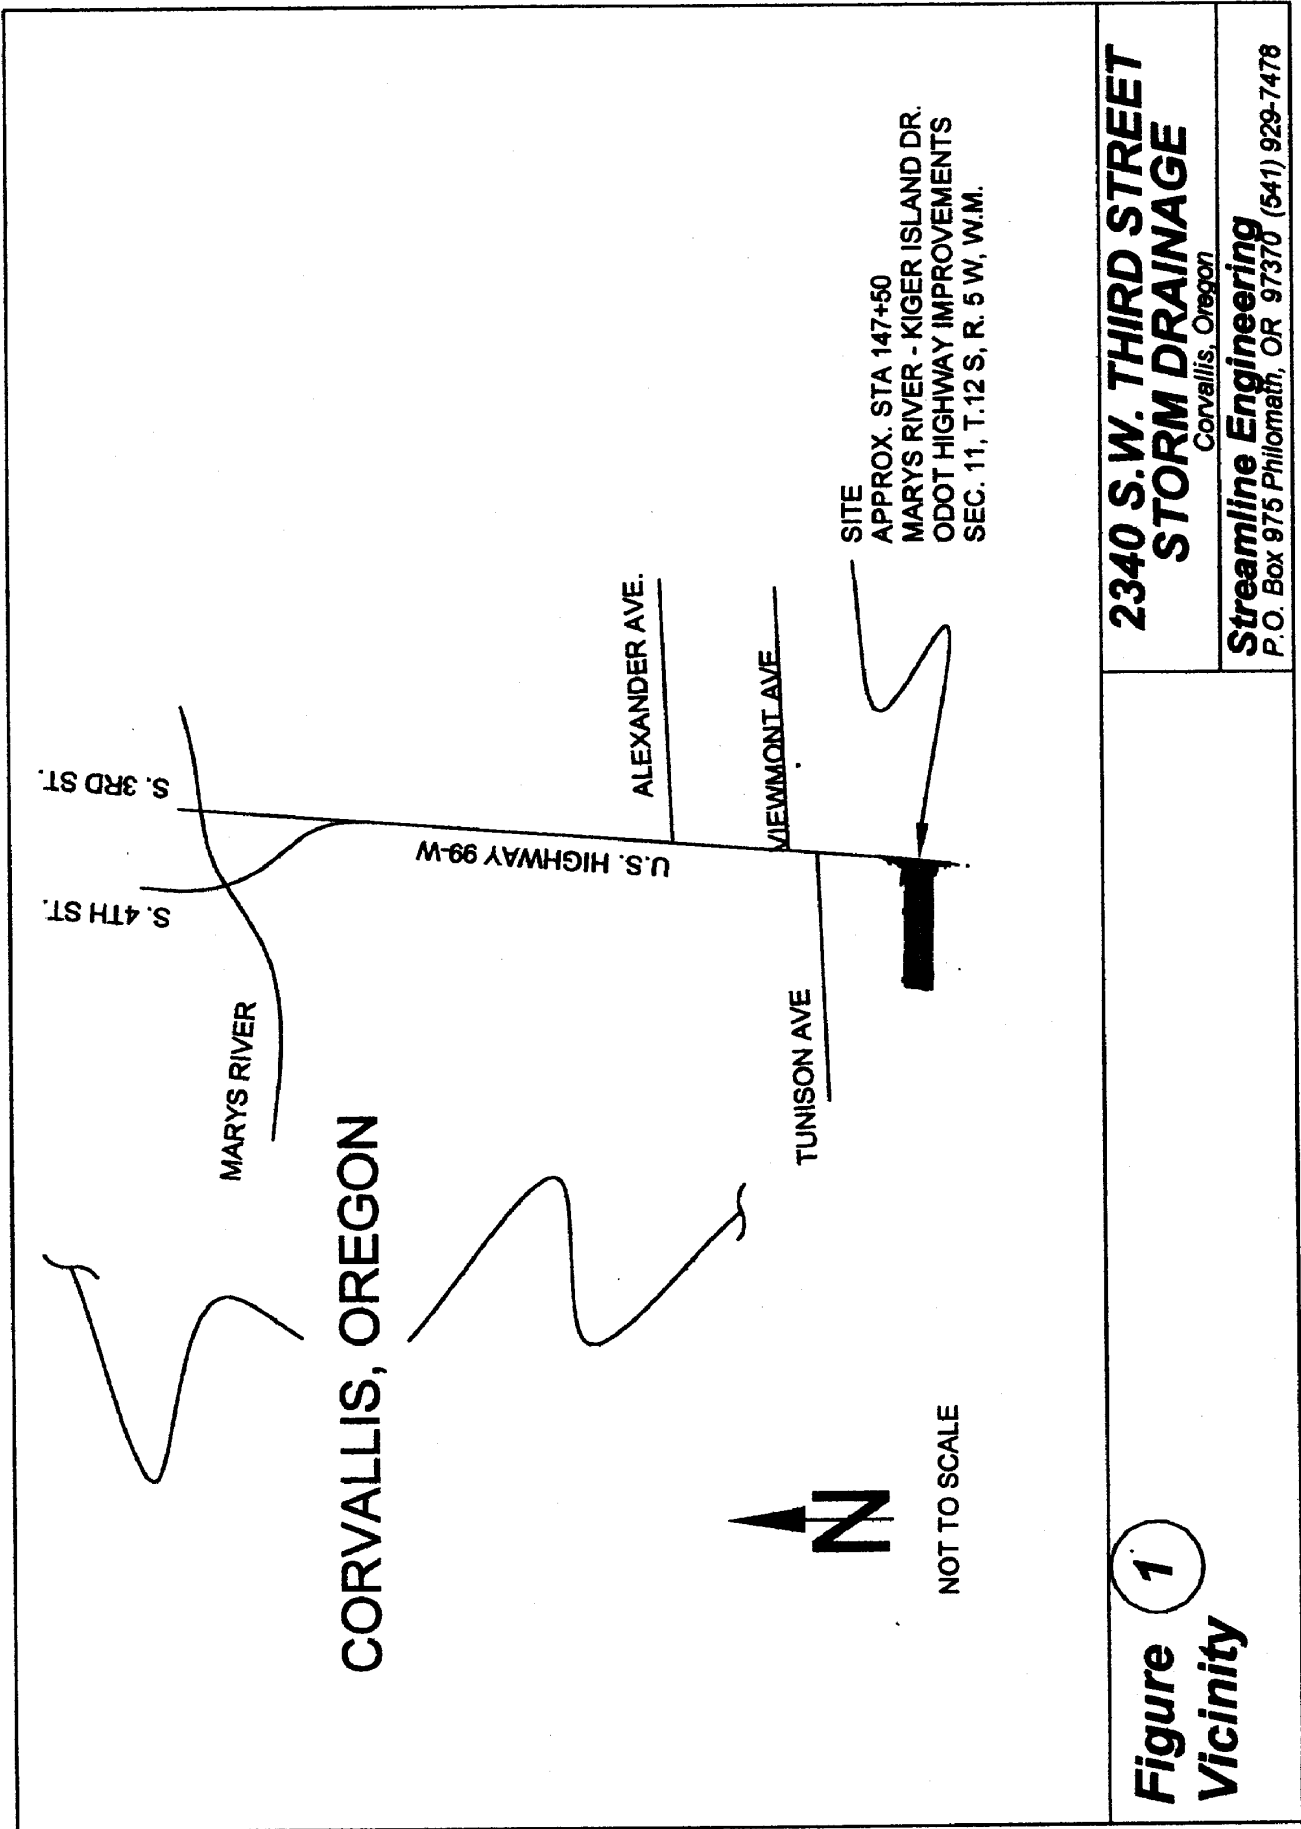 S. 4TH ST.
S. 3RD ST.
MARYS RIVER
CORVALLIS, OREGON
U.S. HIGHWAY 99-W
ALEXANDER AVE.
VIEWMONT AVE
TUNISON AVE
SITE
APPROX. STA 147+50
MARYS RIVER - KIGER ISLAND DR.
ODOT HIGHWAY IMPROVEMENTS
SEC. 11, T.12 S, R. 5 W, W.M.
N
NOT TO SCALE
Figure 1
Vicinity
2340 S.W. THIRD STREET
STORM DRAINAGE
Corvallis, Oregon
Streamline Engineering
P.O. Box 975 Philomath, OR 97370 (541) 929-7478